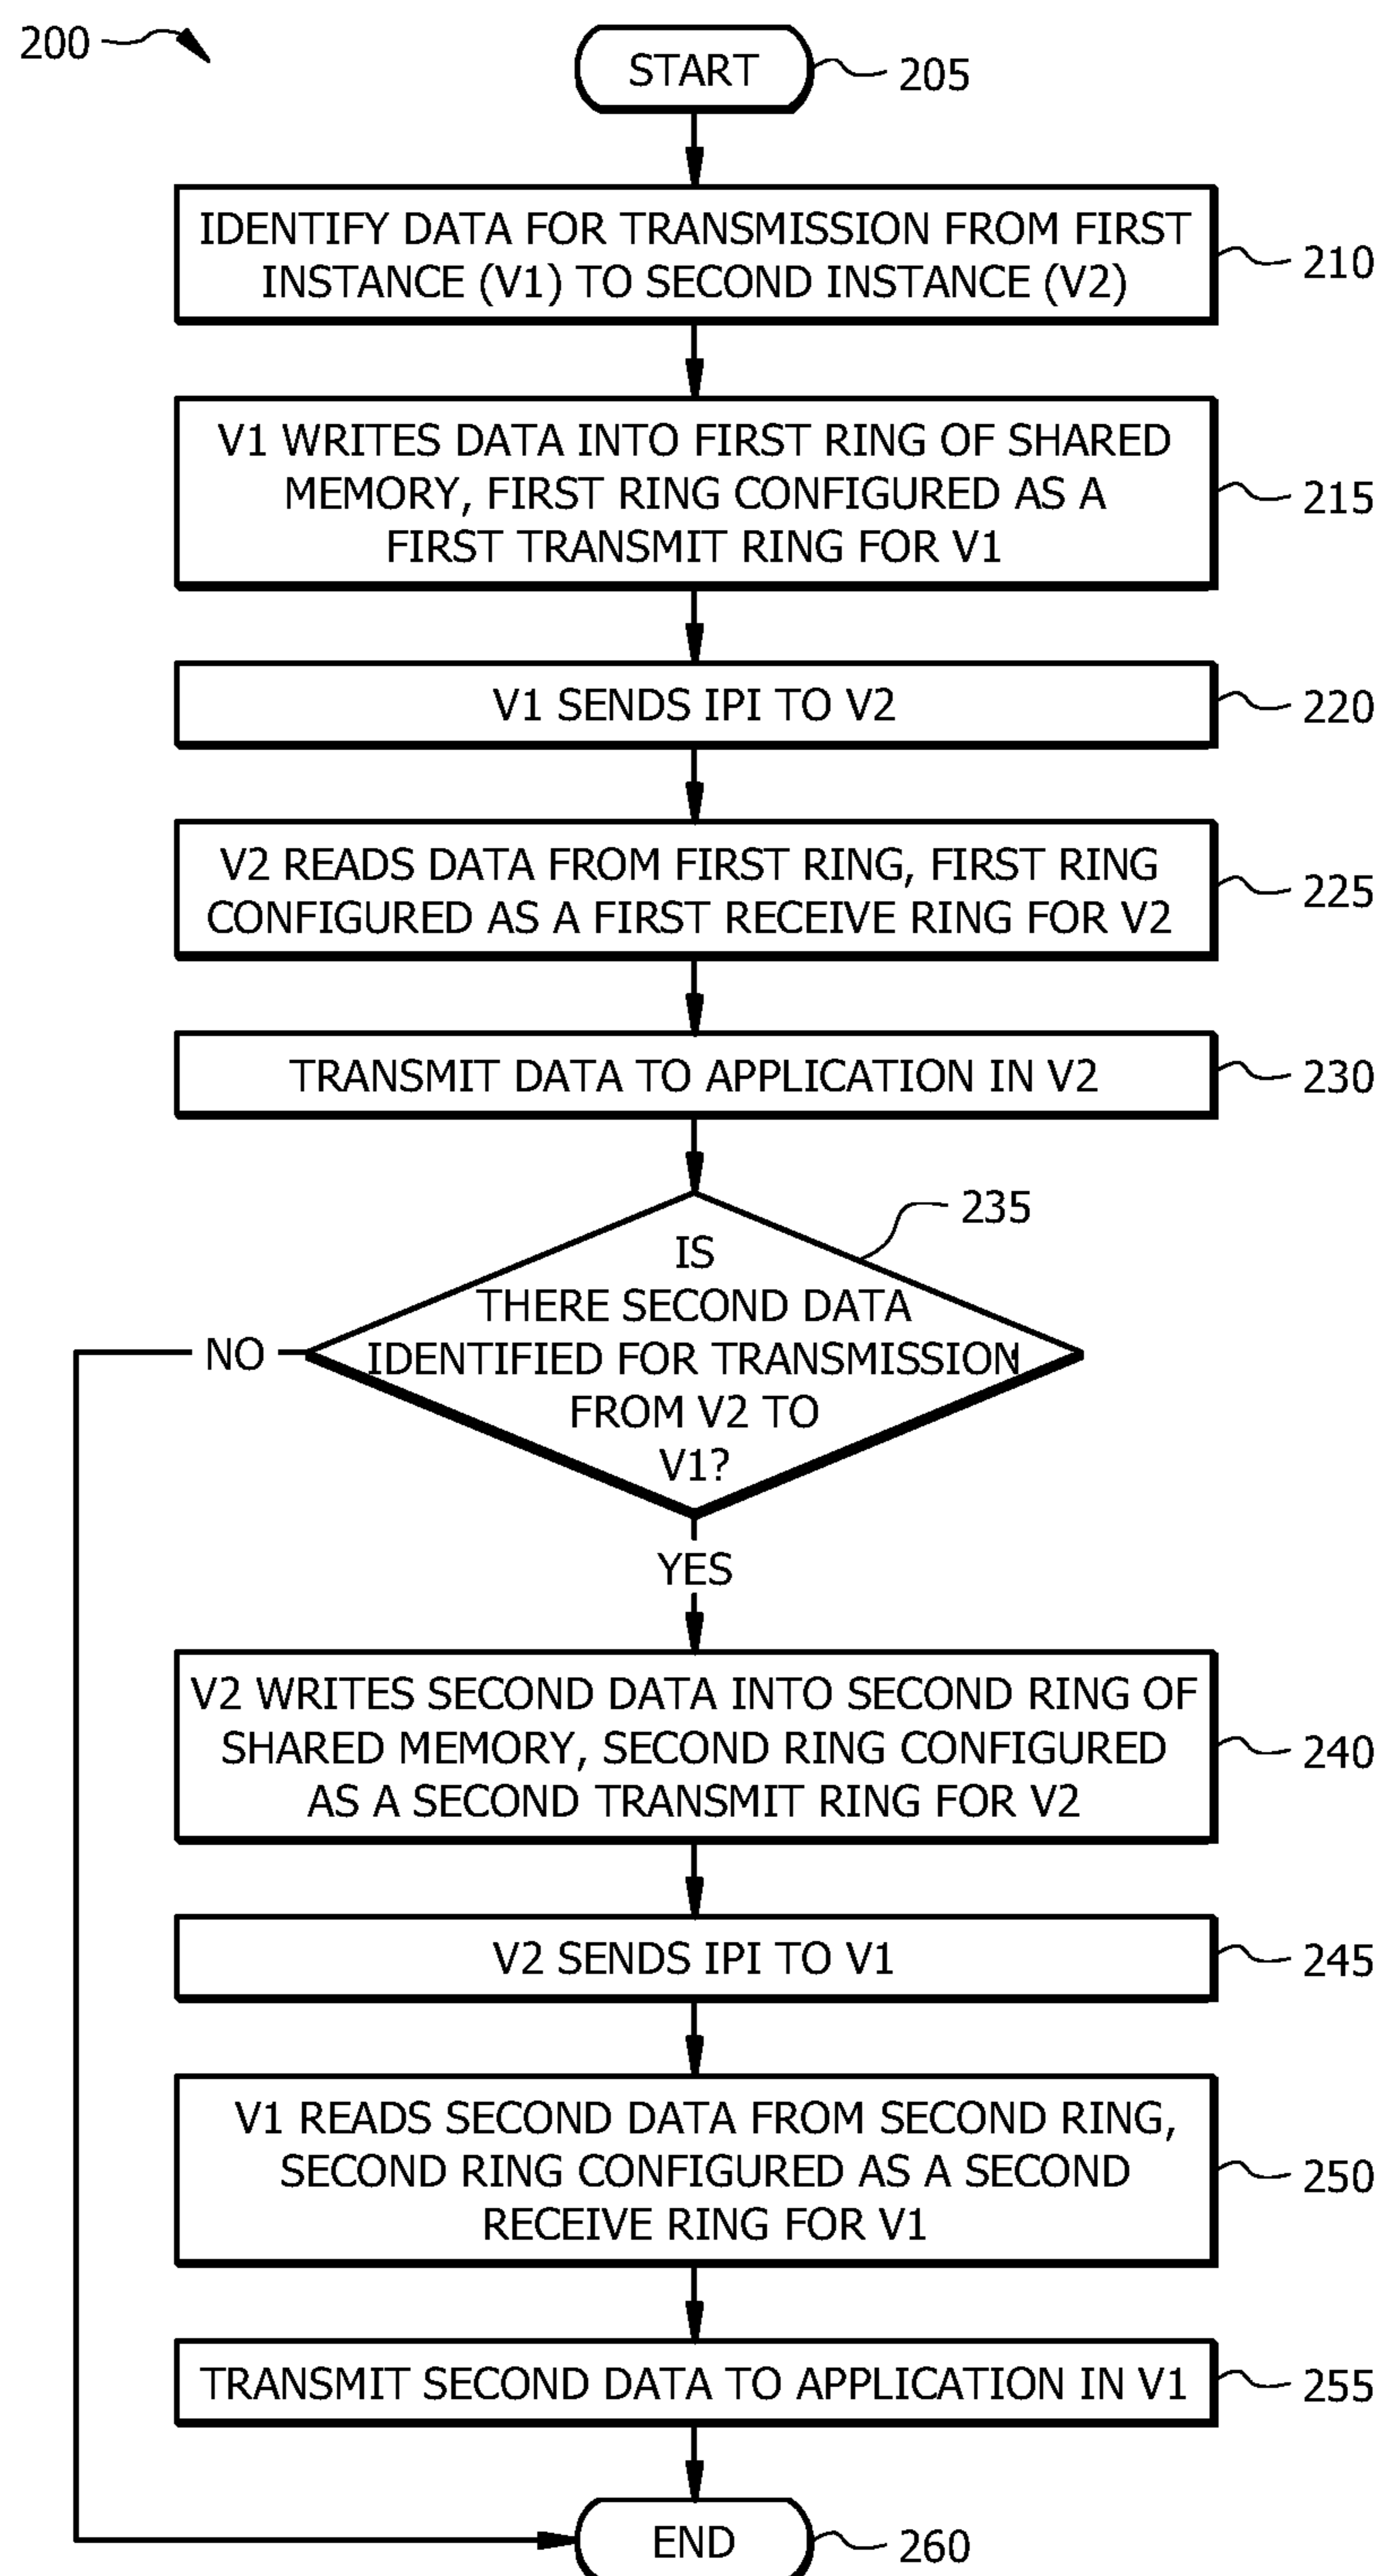 200
START
205
IDENTIFY DATA FOR TRANSMISSION FROM FIRST
INSTANCE (V1) TO SECOND INSTANCE (V2)
210
V1 WRITES DATA INTO FIRST RING OF SHARED
MEMORY, FIRST RING CONFIGURED AS A
FIRST TRANSMIT RING FOR V1
215
V1 SENDS IPI TO V2
220
V2 READS DATA FROM FIRST RING, FIRST RING
CONFIGURED AS A FIRST RECEIVE RING FOR V2
225
TRANSMIT DATA TO APPLICATION IN V2
230
235
IS
THERE SECOND DATA
IDENTIFIED FOR TRANSMISSION
FROM V2 TO
V1?
NO
YES
V2 WRITES SECOND DATA INTO SECOND RING OF
SHARED MEMORY, SECOND RING CONFIGURED
AS A SECOND TRANSMIT RING FOR V2
240
V2 SENDS IPI TO V1
245
V1 READS SECOND DATA FROM SECOND RING,
SECOND RING CONFIGURED AS A SECOND
RECEIVE RING FOR V1
250
TRANSMIT SECOND DATA TO APPLICATION IN V1
255
END
260